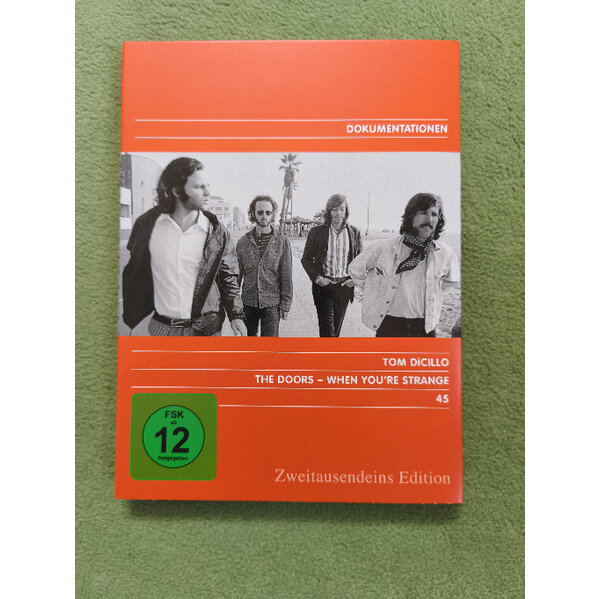 DOKUMENTATIONEN
TOM DiCILLO
THE DOORS – WHEN YOU'RE STRANGE
45
FSK
ab
12
freigegeben
Zweitausendeins Edition